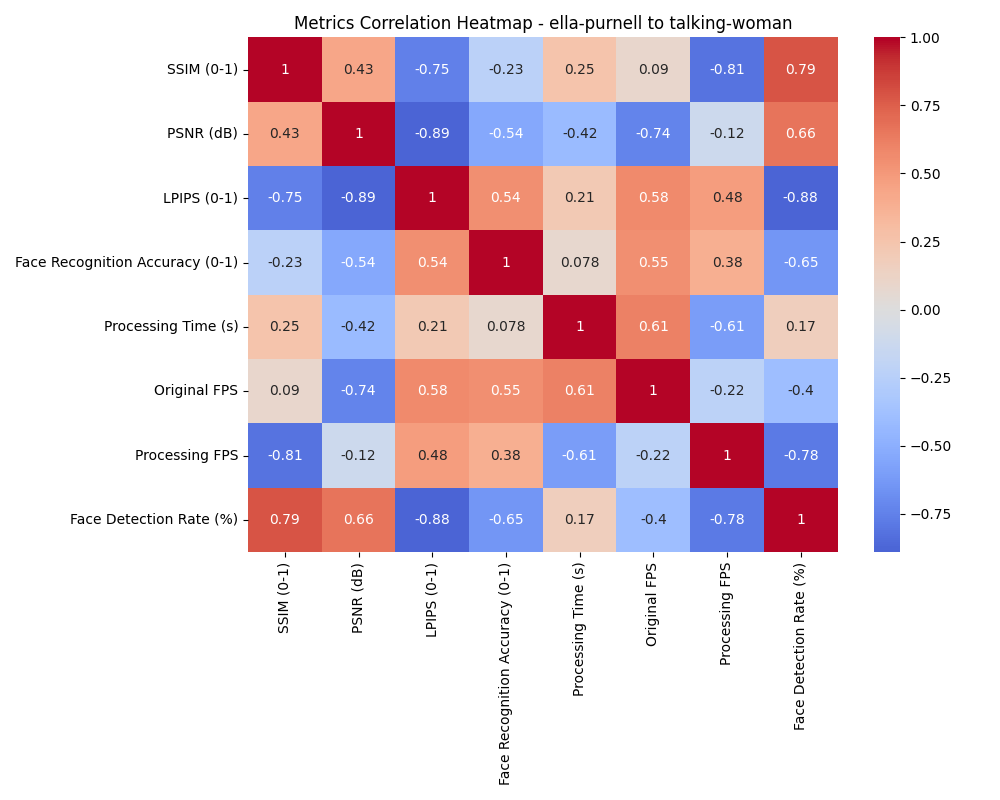 Metrics Correlation Heatmap - ella-purnell to talking-woman
SSIM (0-1) 1 0.43 -0.75 -0.23 0.25 0.09 -0.81 0.79
PSNR (dB) 0.43 1 -0.89 -0.54 -0.42 -0.74 -0.12 0.66
LPIPS (0-1) -0.75 -0.89 1 0.54 0.21 0.58 0.48 -0.88
Face Recognition Accuracy (0-1) -0.23 -0.54 0.54 1 0.078 0.55 0.38 -0.65
Processing Time (s) 0.25 -0.42 0.21 0.078 1 0.61 -0.61 0.17
Original FPS 0.09 -0.74 0.58 0.55 0.61 1 -0.22 -0.4
Processing FPS -0.81 -0.12 0.48 0.38 -0.61 -0.22 1 -0.78
Face Detection Rate (%) 0.79 0.66 -0.88 -0.65 0.17 -0.4 -0.78 1
SSIM (0-1)
PSNR (dB)
LPIPS (0-1)
Face Recognition Accuracy (0-1)
Processing Time (s)
Original FPS
Processing FPS
Face Detection Rate (%)
1.00
0.75
0.50
0.25
0.00
−0.25
−0.50
−0.75